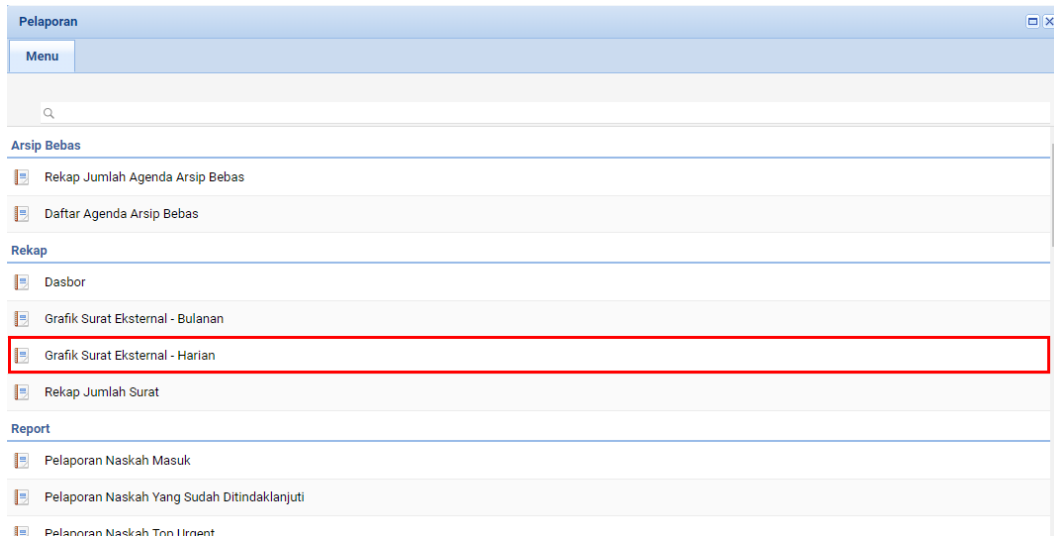 Pelaporan
Menu
Arsip Bebas
Rekap Jumlah Agenda Arsip Bebas
Daftar Agenda Arsip Bebas
Rekap
Dasbor
Grafik Surat Eksternal - Bulanan
Grafik Surat Eksternal - Harian
Rekap Jumlah Surat
Report
Pelaporan Naskah Masuk
Pelaporan Naskah Yang Sudah Ditindaklanjuti
Pelaporan Naskah Top Urgent